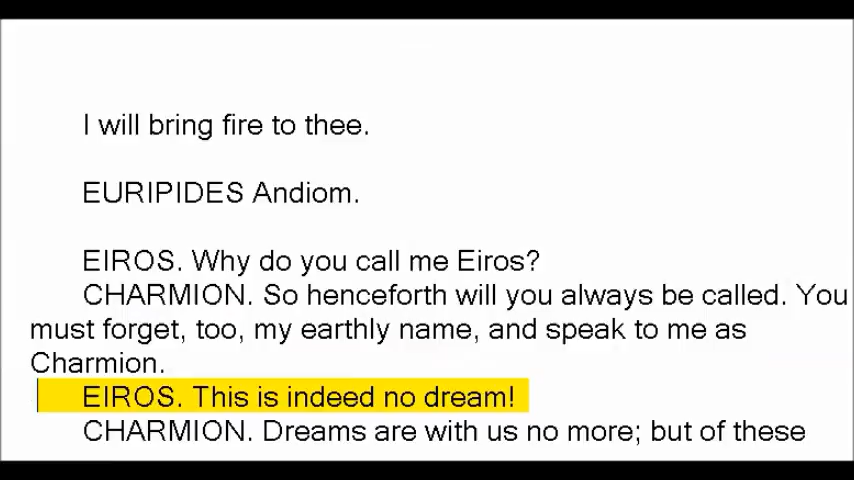 I will bring fire to thee.
EURIPIDES Andiom.
EIROS. Why do you call me Eiros?
CHARMION. So henceforth will you always be called. You
must forget, too, my earthly name, and speak to me as
Charmion.
EIROS. This is indeed no dream!
CHARMION. Dreams are with us no more; but of these